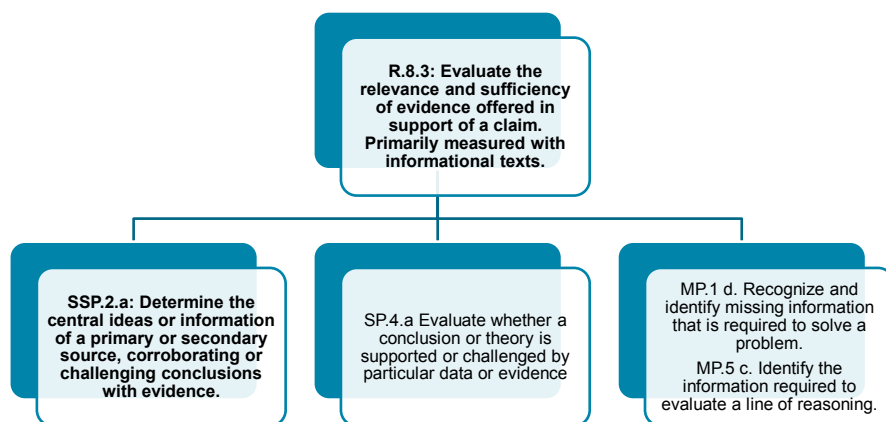 R.8.3: Evaluate the
relevance and sufficiency
of evidence offered in
support of a claim.
Primarily measured with
informational texts.
SSP.2.a: Determine the
central ideas or information
of a primary or secondary
source, corroborating or
challenging conclusions
with evidence.
SP.4.a Evaluate whether a
conclusion or theory is
supported or challenged by
particular data or evidence
MP.1 d. Recognize and
identify missing information
that is required to solve a
problem.
MP.5 c. Identify the
information required to
evaluate a line of reasoning.